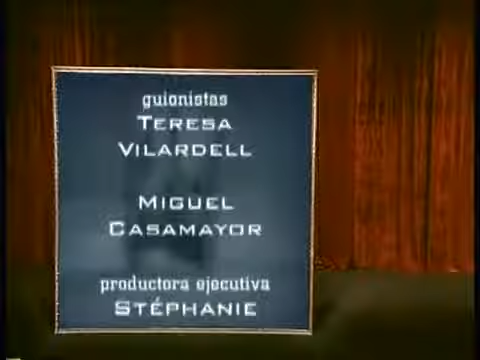 guionistas
TERESA
VILARDELL
MIGUEL
CASAMAYOR
productora ejecutiva
STÉPHANIE